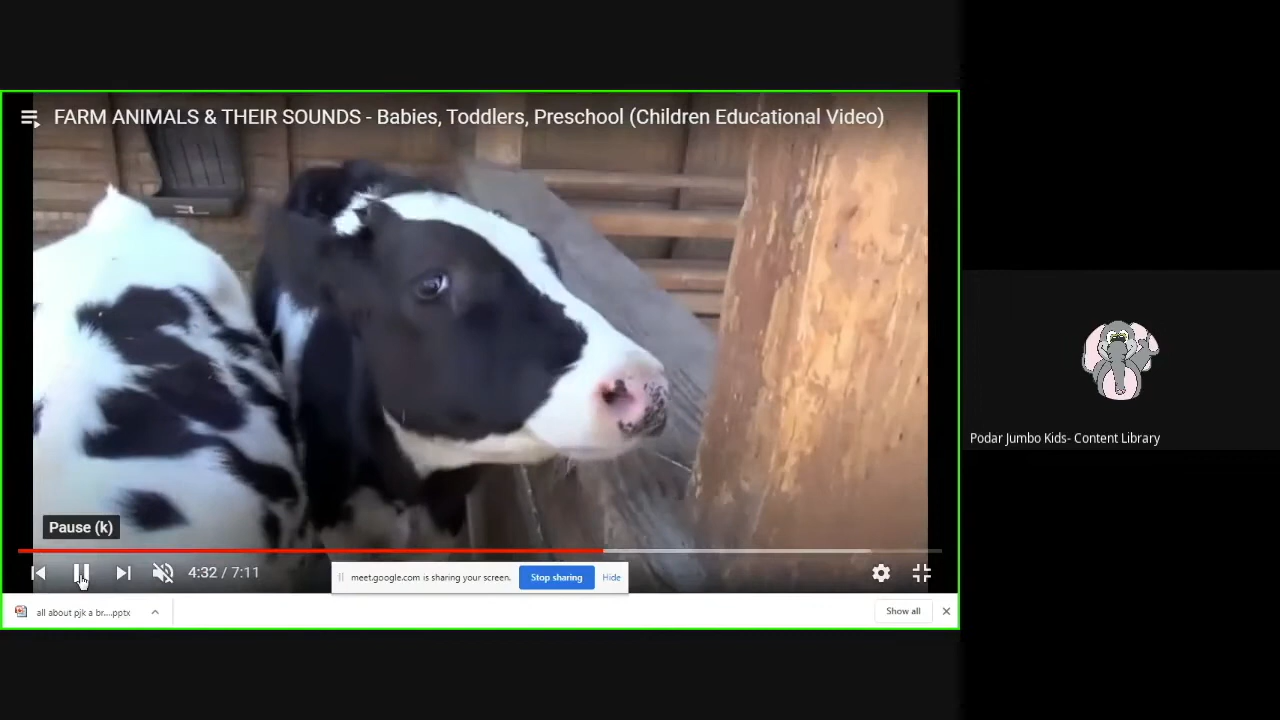 FARM ANIMALS & THEIR SOUNDS - Babies, Toddlers, Preschool (Children Educational Video)
Podar Jumbo Kids- Content Library
Pause (k)
4:32 / 7:11
meet.google.com is sharing your screen.
Stop sharing
Hide
all about pjk a br....pptx
Show all